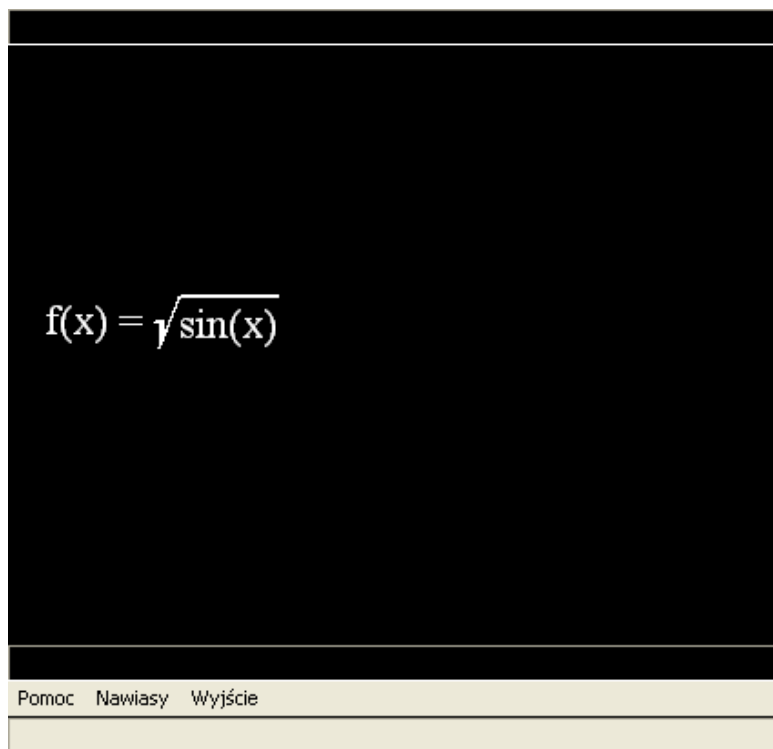 f(x) = √sin(x)
Pomoc Nawiasy Wyjście